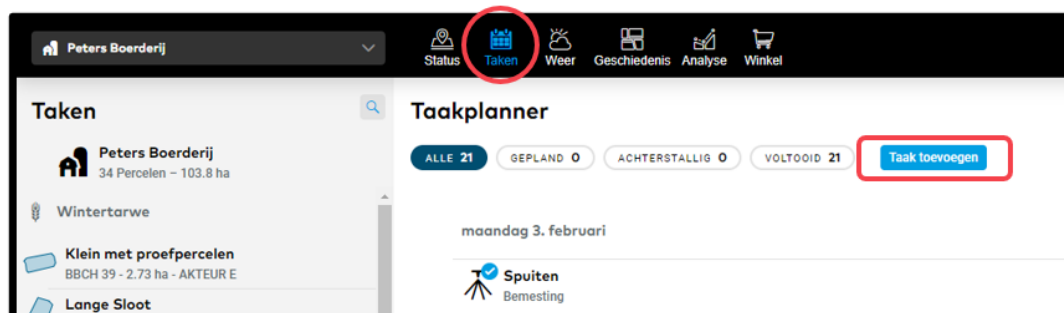 Peters Boerderij
Status Taken Weer Geschiedenis Analyse Winkel
Taken
Peters Boerderij
34 Percelen – 103.8 ha
Wintertarwe
Klein met proefpercelen
BBCH 39 - 2.73 ha - AKTEUR E
Lange Sloot
Taakplanner
ALLE 21 GEPLAND 0 ACHTERSTALLIG 0 VOLTOOID 21 Taak toevoegen
maandag 3. februari
Spuiten
Bemesting